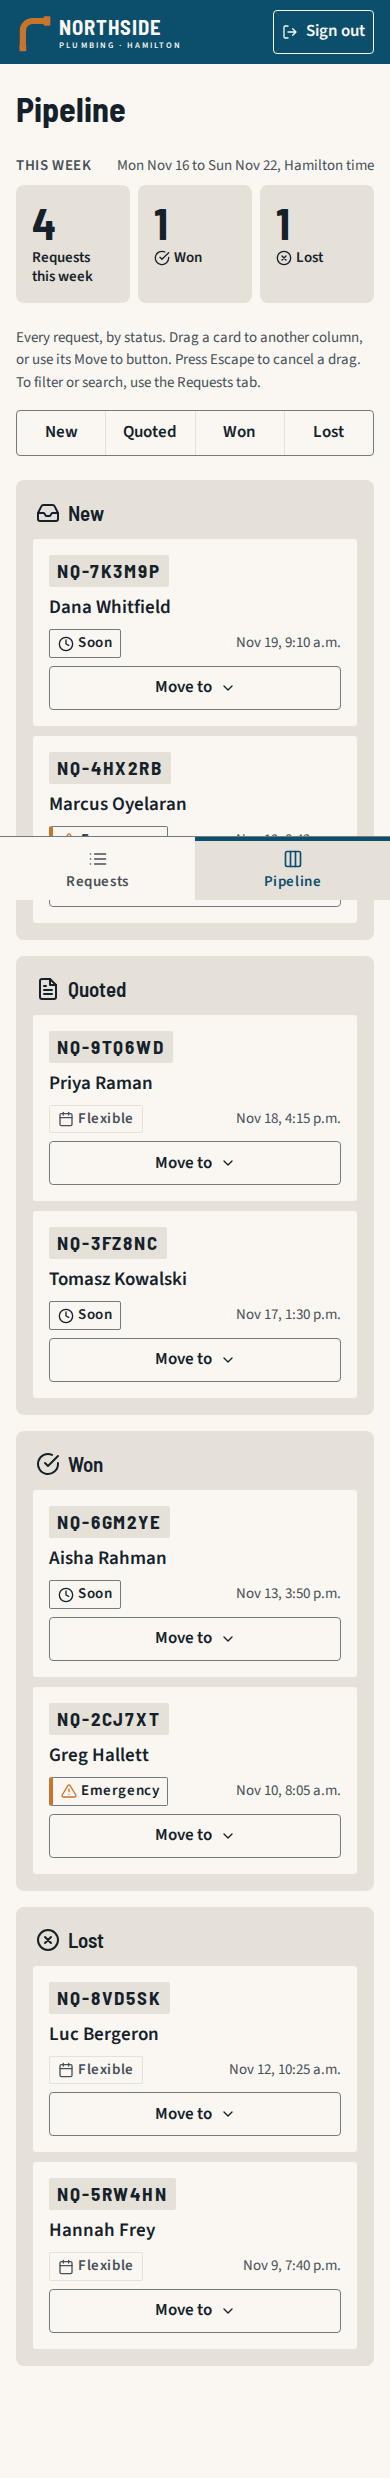 NORTHSIDE
PLUMBING · HAMILTON
Sign out
Pipeline
THIS WEEK Mon Nov 16 to Sun Nov 22, Hamilton time
4
Requests
this week
1
Won
1
Lost
Every request, by status. Drag a card to another column,
or use its Move to button. Press Escape to cancel a drag.
To filter or search, use the Requests tab.
New Quoted Won Lost
New
NQ-7K3M9P
Dana Whitfield
Soon Nov 19, 9:10 a.m.
Move to
NQ-4HX2RB
Marcus Oyelaran
Requests Pipeline
Quoted
NQ-9TQ6WD
Priya Raman
Flexible Nov 18, 4:15 p.m.
Move to
NQ-3FZ8NC
Tomasz Kowalski
Soon Nov 17, 1:30 p.m.
Move to
Won
NQ-6GM2YE
Aisha Rahman
Soon Nov 13, 3:50 p.m.
Move to
NQ-2CJ7XT
Greg Hallett
Emergency Nov 10, 8:05 a.m.
Move to
Lost
NQ-8VD5SK
Luc Bergeron
Flexible Nov 12, 10:25 a.m.
Move to
NQ-5RW4HN
Hannah Frey
Flexible Nov 9, 7:40 p.m.
Move to